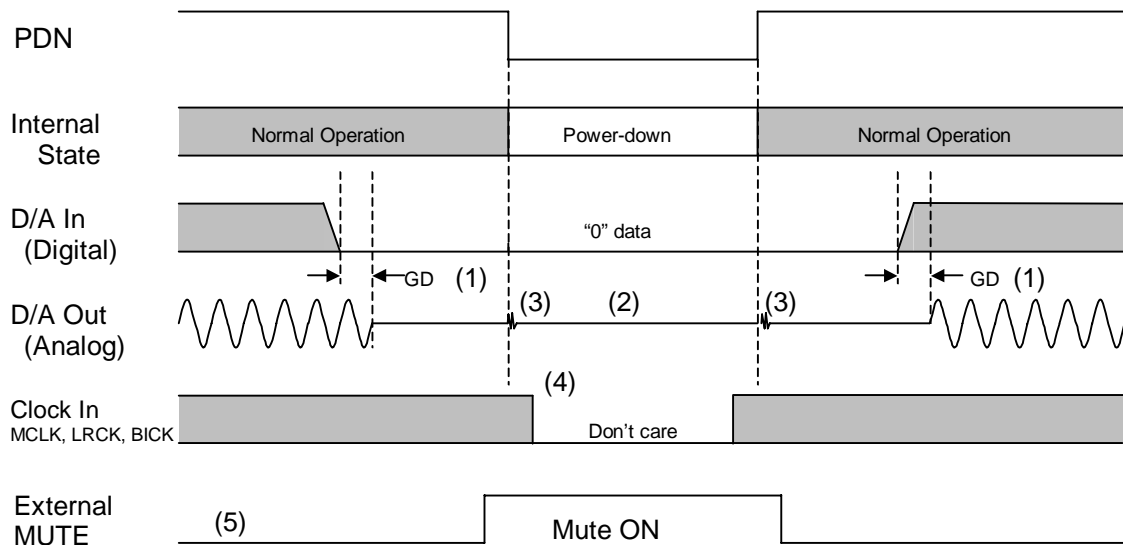 PDN
Internal
State
Normal Operation
Power-down
Normal Operation
D/A In
(Digital)
“0” data
GD (1)
GD (1)
D/A Out
(Analog)
(3)
(2)
(3)
(4)
Clock In
MCLK, LRCK, BICK
Don’t care
External
MUTE
(5)
Mute ON